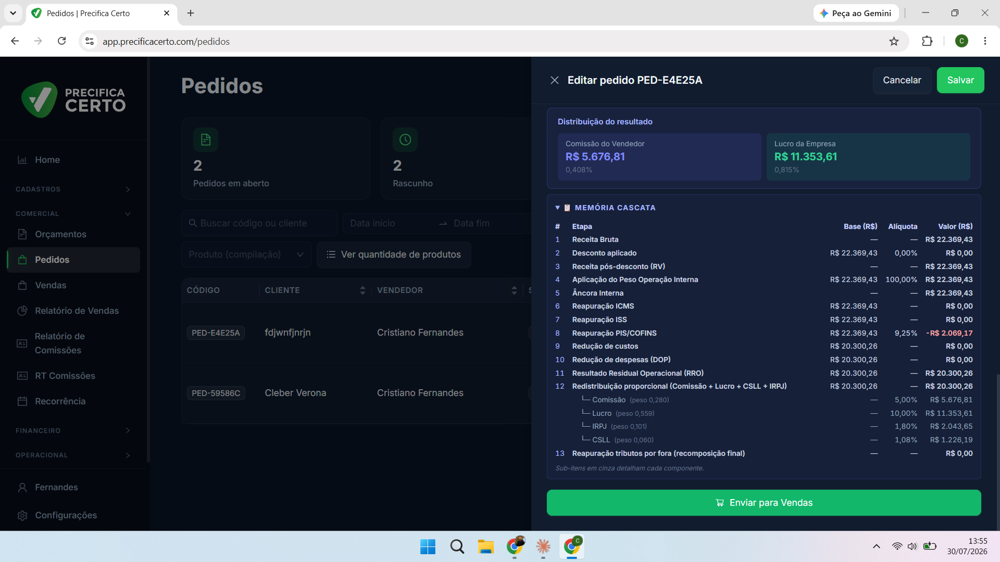 Pedidos | Precifica Certo
Peça ao Gemini
app.precificacerto.com/pedidos
C
PRECIFICA
CERTO
Home
CADASTROS
COMERCIAL
Orçamentos
Pedidos
Vendas
Relatório de Vendas
Relatório de
Comissões
RT Comissões
Recorrência
FINANCEIRO
OPERACIONAL
Fernandes
Configurações
Pedidos
2
Pedidos em aberto
2
Rascunho
Buscar código ou cliente
Data início
Data fim
Produto (compilação)
Ver quantidade de produtos
CÓDIGO CLIENTE VENDEDOR S
PED-E4E25A fdjwnfjnrjn Cristiano Fernandes
PED-59586C Cleber Verona Cristiano Fernandes
Editar pedido PED-E4E25A
Cancelar
Salvar
Distribuição do resultado
Comissão do Vendedor
R$ 5.676,81
0,408%
Lucro da Empresa
R$ 11.353,61
0,815%
MEMÓRIA CASCATA
# Etapa Base (R$) Alíquota Valor (R$)
1 Receita Bruta — — R$ 22.369,43
2 Desconto aplicado R$ 22.369,43 0,00% R$ 0,00
3 Receita pós-desconto (RV) — — R$ 22.369,43
4 Aplicação do Peso Operação Interna R$ 22.369,43 100,00% R$ 22.369,43
5 Âncora Interna — — R$ 22.369,43
6 Reapuração ICMS R$ 22.369,43 — R$ 0,00
7 Reapuração ISS R$ 22.369,43 — R$ 0,00
8 Reapuração PIS/COFINS R$ 22.369,43 9,25% -R$ 2.069,17
9 Redução de custos R$ 20.300,26 — R$ 0,00
10 Redução de despesas (DOP) R$ 20.300,26 — R$ 0,00
11 Resultado Residual Operacional (RRO) R$ 20.300,26 — R$ 20.300,26
12 Redistribuição proporcional (Comissão + Lucro + CSLL + IRPJ) R$ 20.300,26 — R$ 20.300,26
└─ Comissão (peso 0,280) — 5,00% R$ 5.676,81
└─ Lucro (peso 0,559) — 10,00% R$ 11.353,61
└─ IRPJ (peso 0,101) — 1,80% R$ 2.043,65
└─ CSLL (peso 0,060) — 1,08% R$ 1.226,19
13 Reapuração tributos por fora (recomposição final) — — R$ 0,00
Sub-itens em cinza detalham cada componente.
Enviar para Vendas
C
13:55
30/07/2026